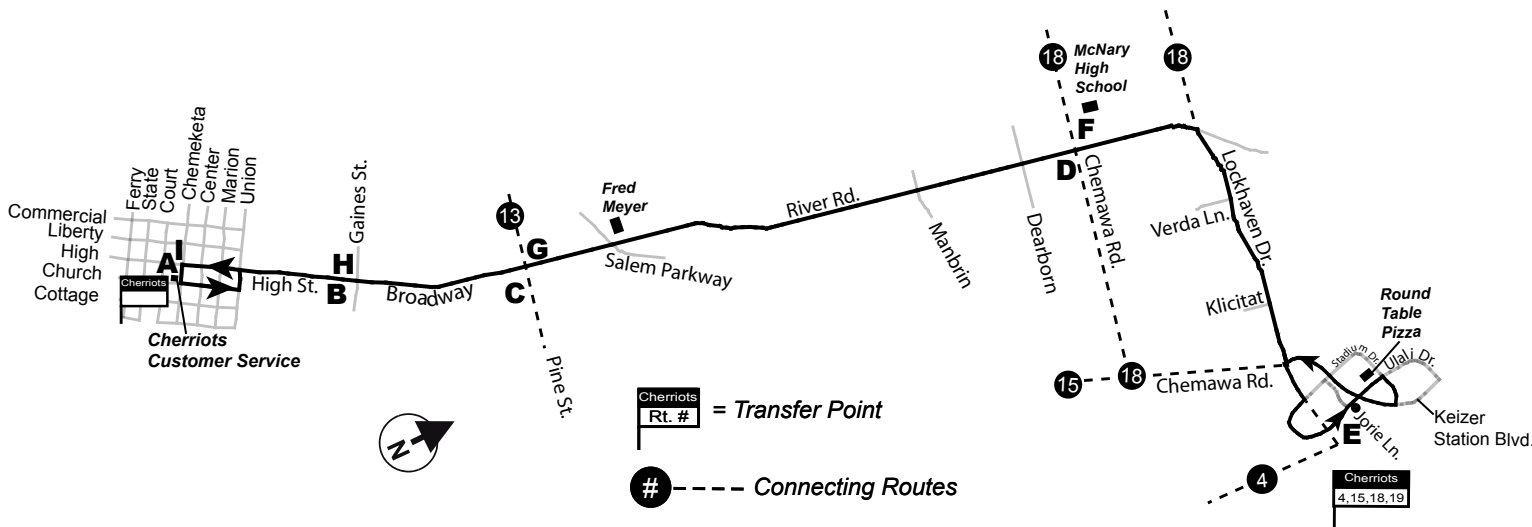 Ferry
State
Court
Chemeketa
Center
Marion
Union
Commercial
Liberty
High
Church
Cottage
I
A
Cherriots
Cherriots
Customer Service
High St.
H
B
Gaines St.
Broadway
13
G
C
Pine St.
Fred
Meyer
Salem Parkway
River Rd.
Manbrin
Dearborn
18
McNary
High
School
F
D
Chemawa Rd.
18
Lockhaven Dr.
Verda Ln.
Klicitat
15
18
Chemawa Rd.
Round
Table
Pizza
Stadium Dr.
Ulali Dr.
Keizer
Station Blvd.
Jorie Ln.
E
4
Cherriots
4,15,18,19
N
Cherriots
Rt. #
= Transfer Point
#
Connecting Routes